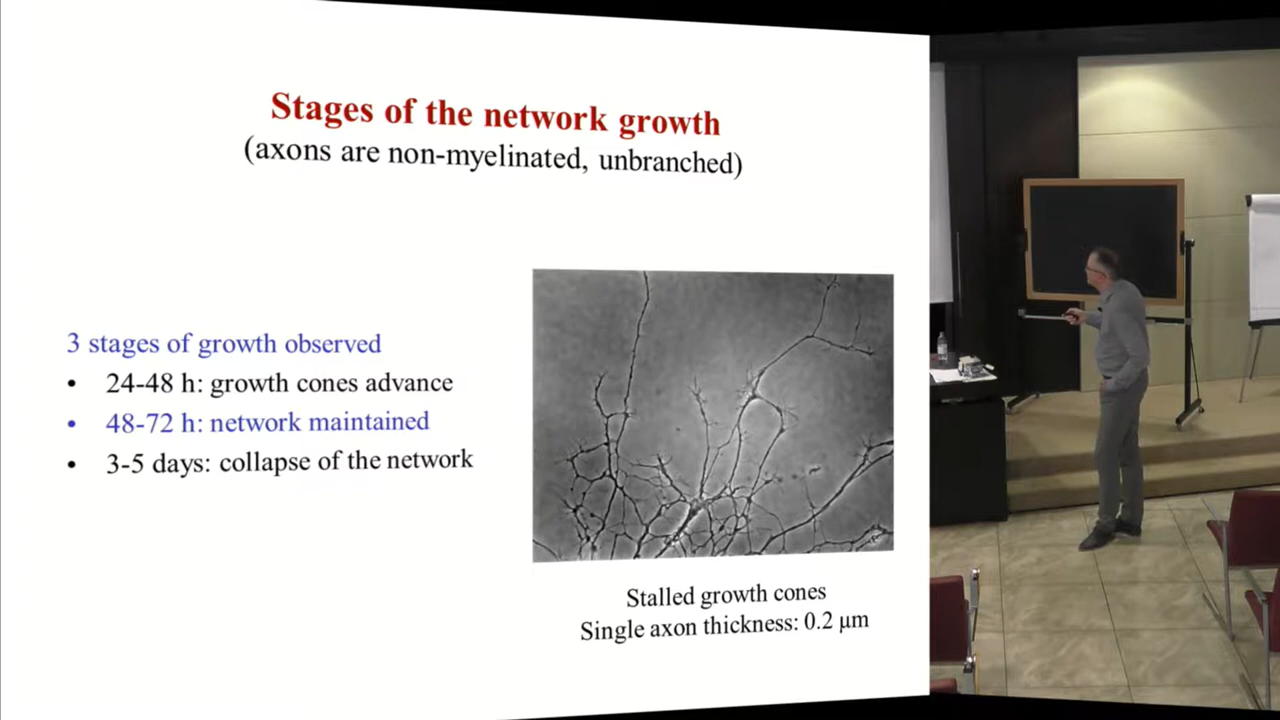 Stages of the network growth
(axons are non-myelinated, unbranched)
3 stages of growth observed
• 24-48 h: growth cones advance
• 48-72 h: network maintained
• 3-5 days: collapse of the network
Stalled growth cones
Single axon thickness: 0.2 μm